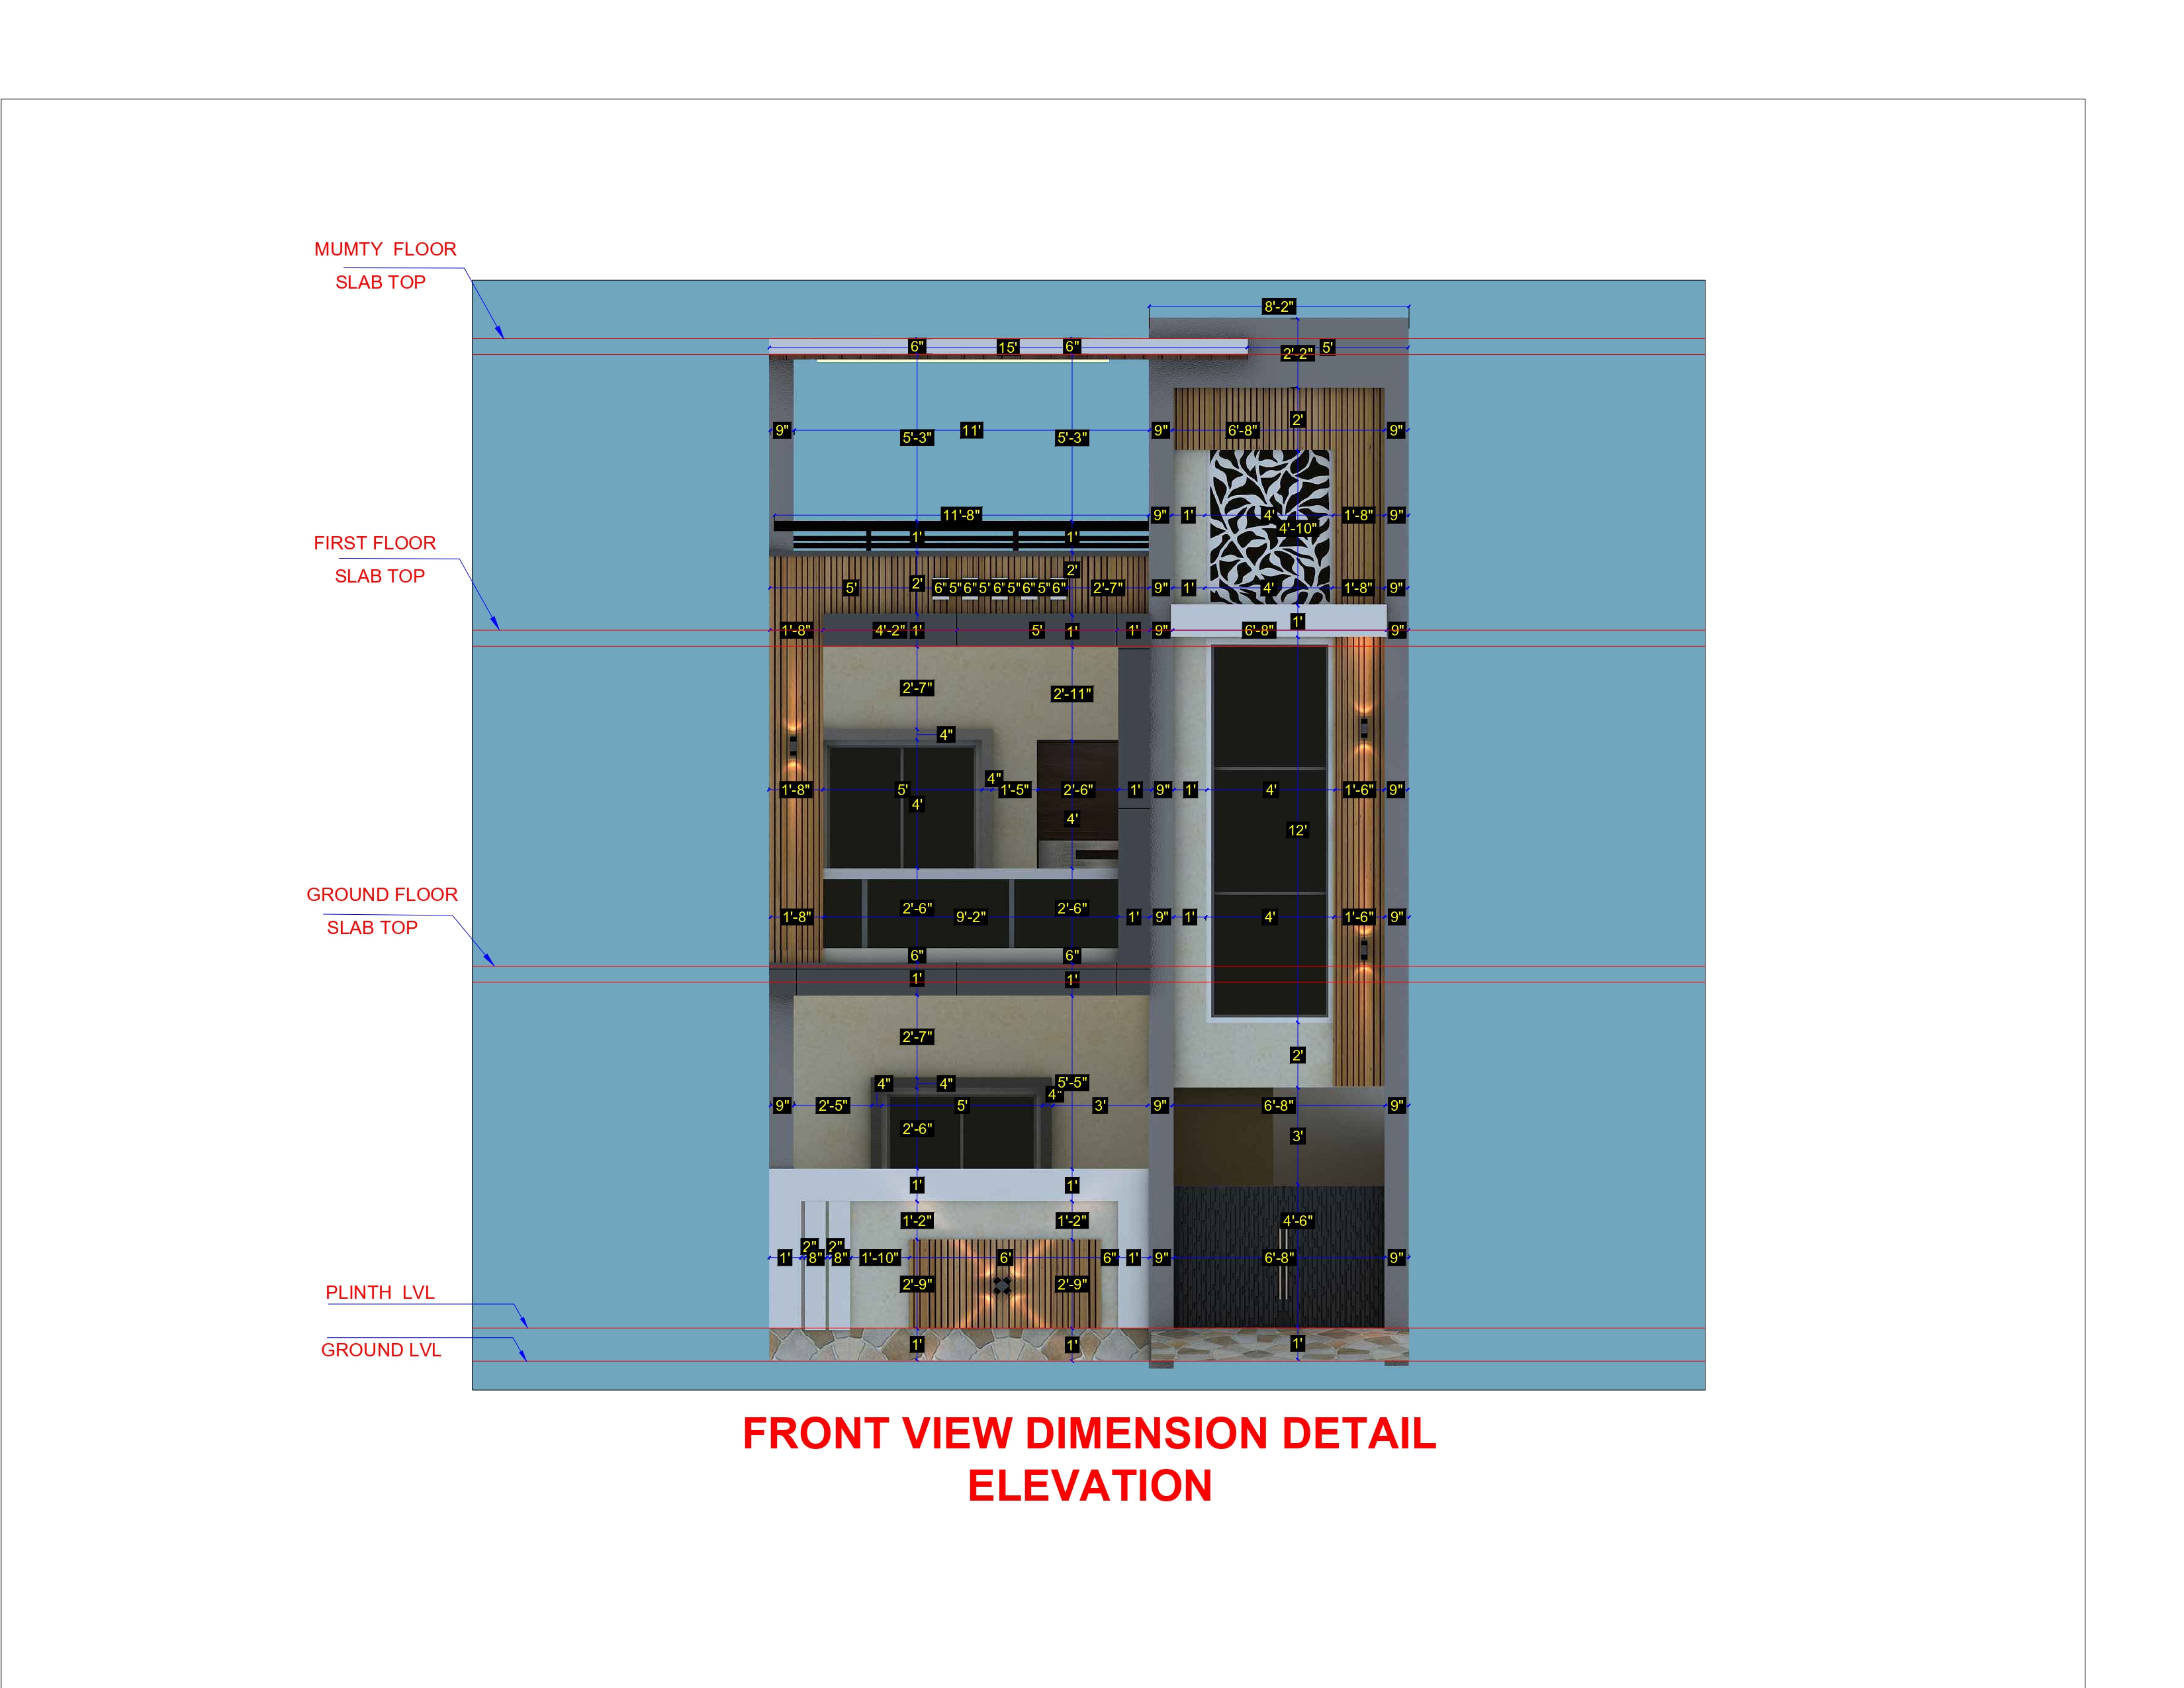 8'-2"
MUMTY FLOOR
SLAB TOP
6" 15' 6" 2'-2" 5'
9" 5'-3" 11' 5'-3" 9" 6'-8" 2' 9"
11'-8" 9" 1' 4' 1'-8" 9"
4'-10"
1' 1'
FIRST FLOOR
SLAB TOP
5' 2' 6" 5" 6" 5' 6" 5" 6" 5" 6" 2' 2'-7" 9" 1' 4' 1'-8" 9"
1'
1'-8" 4'-2" 1' 5' 1' 1' 9" 6'-8" 9"
2'-7" 2'-11"
4"
4"
1'-8" 5' 1'-5" 2'-6" 1' 9" 1' 4' 1'-6" 9"
4' 4' 12'
GROUND FLOOR
SLAB TOP
1'-8" 2'-6" 9'-2" 2'-6" 1' 9" 1' 4' 1'-6" 9"
6" 6"
1' 1'
2'-7" 2'
4" 4" 5'-5"
4"
9" 2'-5" 5' 3' 9" 6'-8" 9"
2'-6" 3'
1' 1'
1'-2" 1'-2" 4'-6"
2" 2"
1' 8" 8" 1'-10" 6' 6" 1' 9" 6'-8" 9"
2'-9" 2'-9"
PLINTH LVL
1' 1' 1'
GROUND LVL
FRONT VIEW DIMENSION DETAIL
ELEVATION